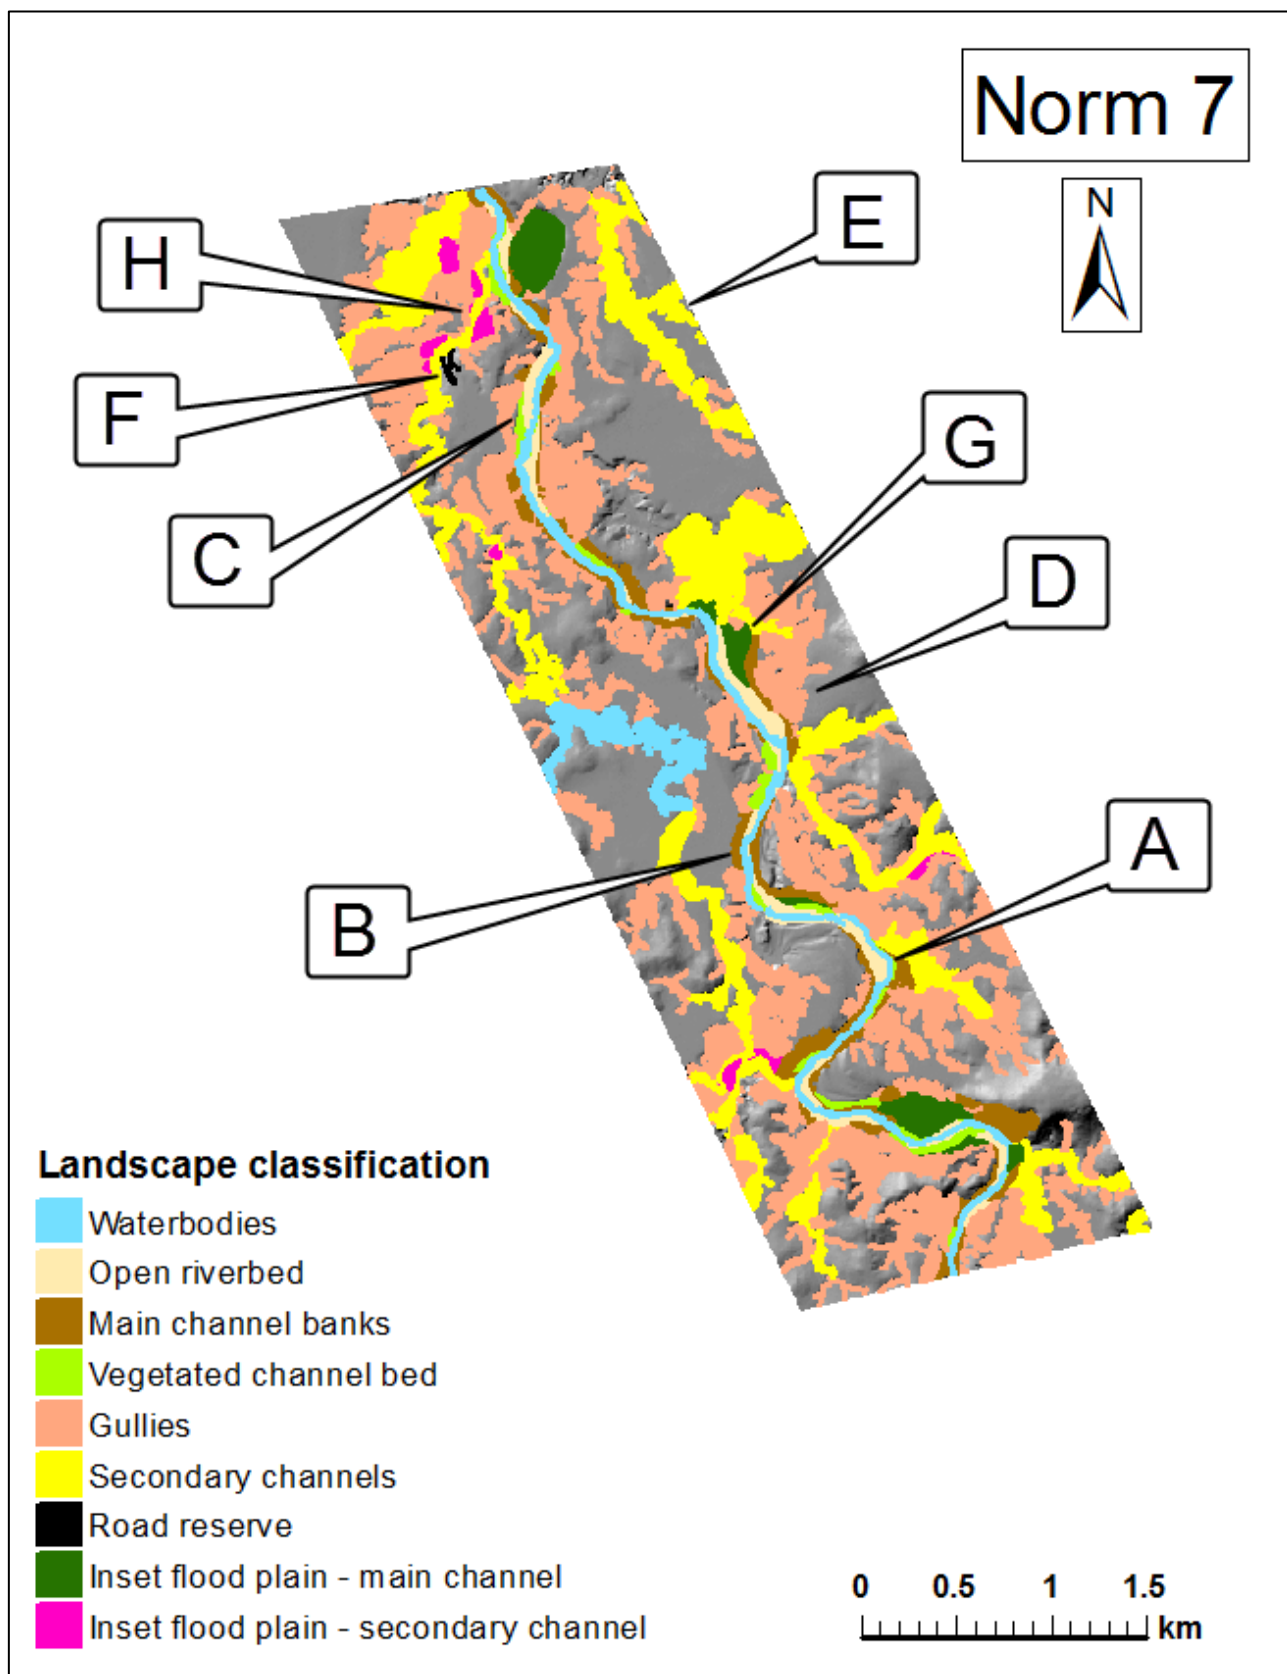 Norm 7
N
E
H
F
G
C
D
A
B
Landscape classification
Waterbodies
Open riverbed
Main channel banks
Vegetated channel bed
Gullies
Secondary channels
Road reserve
Inset flood plain - main channel
Inset flood plain - secondary channel
0 0.5 1 1.5
km